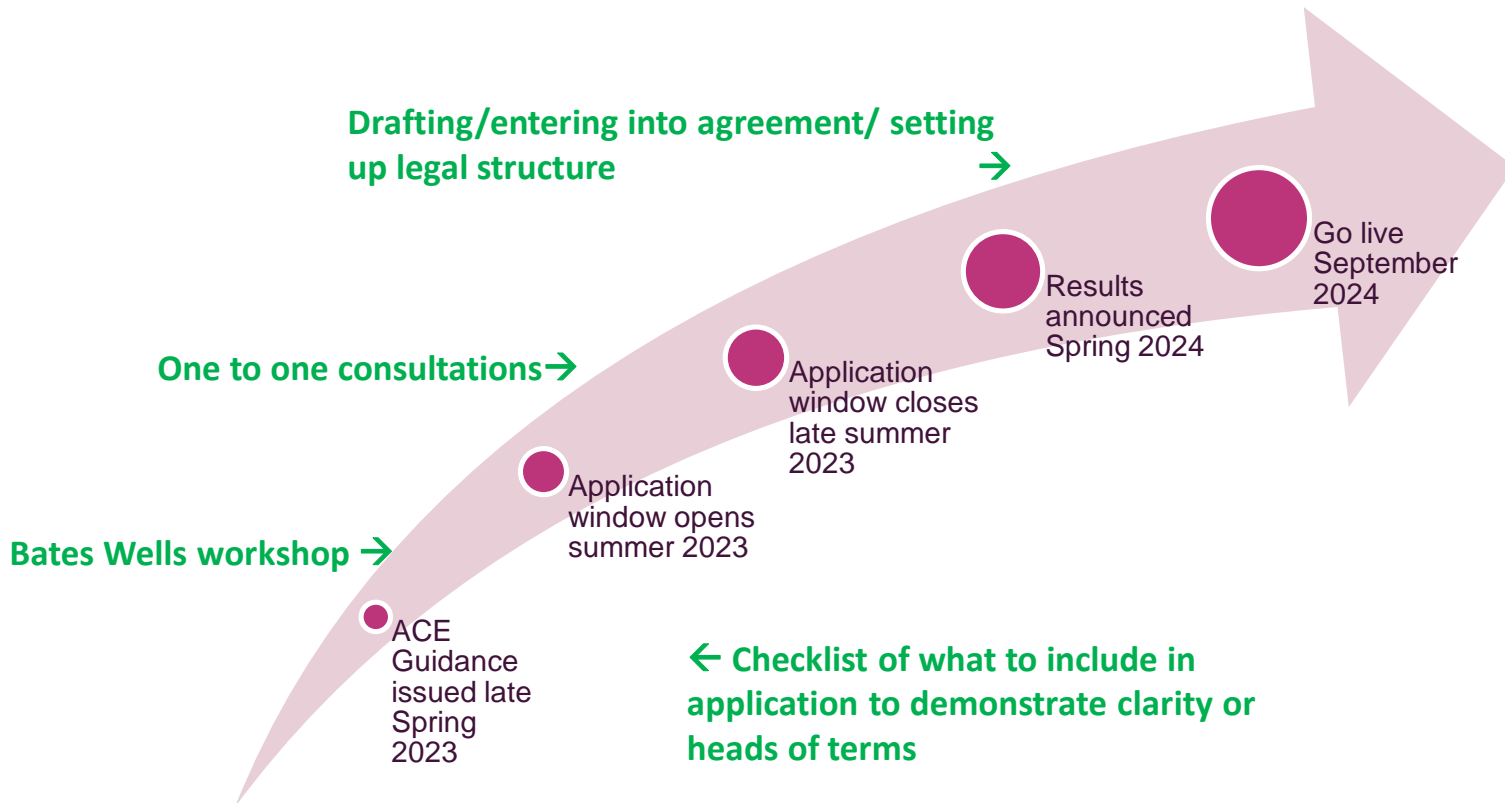 Drafting/entering into agreement/ setting
up legal structure →
One to one consultations→
Bates Wells workshop →
ACE
Guidance
issued late
Spring
2023
Application
window opens
summer 2023
Application
window closes
late summer
2023
Results
announced
Spring 2024
Go live
September
2024
← Checklist of what to include in
application to demonstrate clarity or
heads of terms